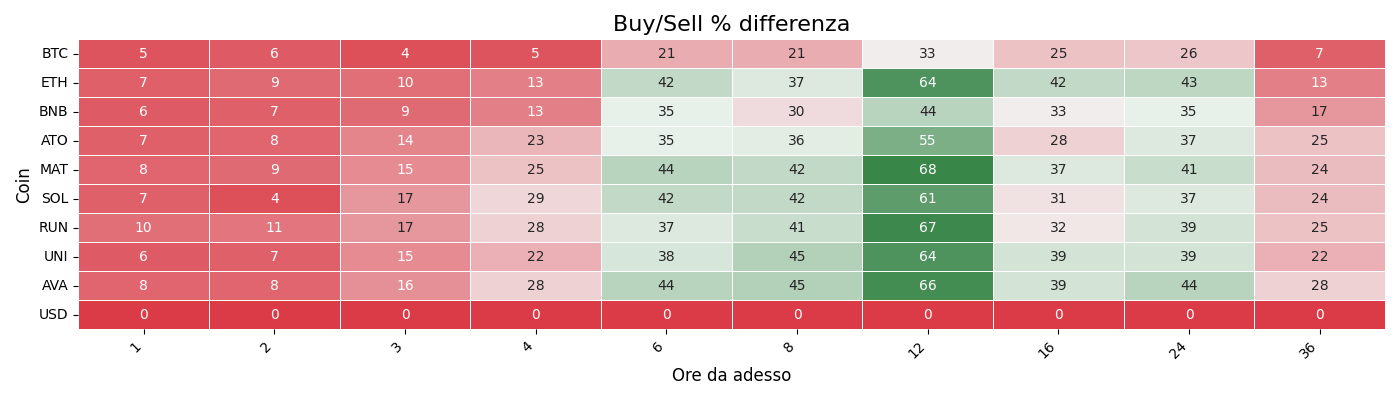 Buy/Sell % differenza
Coin
BTC 5 6 4 5 21 21 33 25 26 7
ETH 7 9 10 13 42 37 64 42 43 13
BNB 6 7 9 13 35 30 44 33 35 17
ATO 7 8 14 23 35 36 55 28 37 25
MAT 8 9 15 25 44 42 68 37 41 24
SOL 7 4 17 29 42 42 61 31 37 24
RUN 10 11 17 28 37 41 67 32 39 25
UNI 6 7 15 22 38 45 64 39 39 22
AVA 8 8 16 28 44 45 66 39 44 28
USD 0 0 0 0 0 0 0 0 0 0
1 2 3 4 6 8 12 16 24 36
Ore da adesso